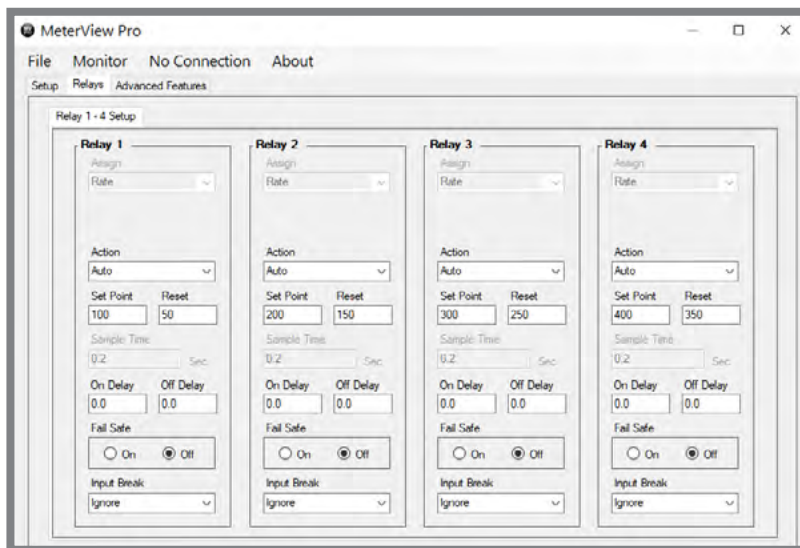 MeterView Pro
File Monitor No Connection About
Setup Relays Advanced Features
Relay 1 - 4 Setup
Relay 1
Assign
Rate
Action
Auto
Set Point Reset
100 50
Sample Time
0.2 Sec
On Delay Off Delay
0.0 0.0
Fail Safe
On Off
Input Break
Ignore
Relay 2
Assign
Rate
Action
Auto
Set Point Reset
200 150
Sample Time
0.2 Sec
On Delay Off Delay
0.0 0.0
Fail Safe
On Off
Input Break
Ignore
Relay 3
Assign
Rate
Action
Auto
Set Point Reset
300 250
Sample Time
0.2 Sec
On Delay Off Delay
0.0 0.0
Fail Safe
On Off
Input Break
Ignore
Relay 4
Assign
Rate
Action
Auto
Set Point Reset
400 350
Sample Time
0.2 Sec
On Delay Off Delay
0.0 0.0
Fail Safe
On Off
Input Break
Ignore